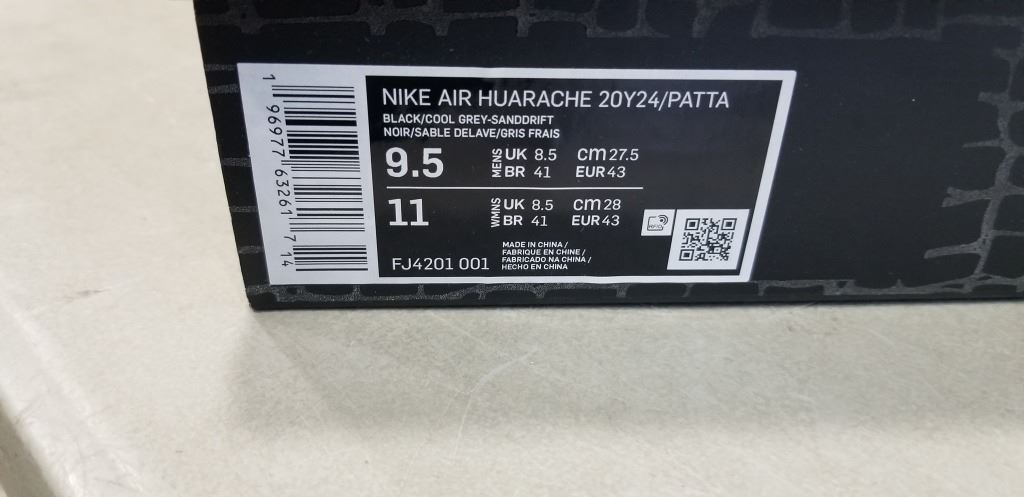 1 96977 63261 7 14
NIKE AIR HUARACHE 20Y24/PATTA
BLACK/COOL GREY-SANDDRIFT
NOIR/SABLE DELAVE/GRIS FRAIS
9.5 MENS UK 8.5 cm 27.5
BR 41 EUR 43
11 WMNS UK 8.5 cm 28
BR 41 EUR 43
RFID
FJ4201 001
MADE IN CHINA /
FABRIQUE EN CHINE /
FABRICADO NA CHINA /
HECHO EN CHINA